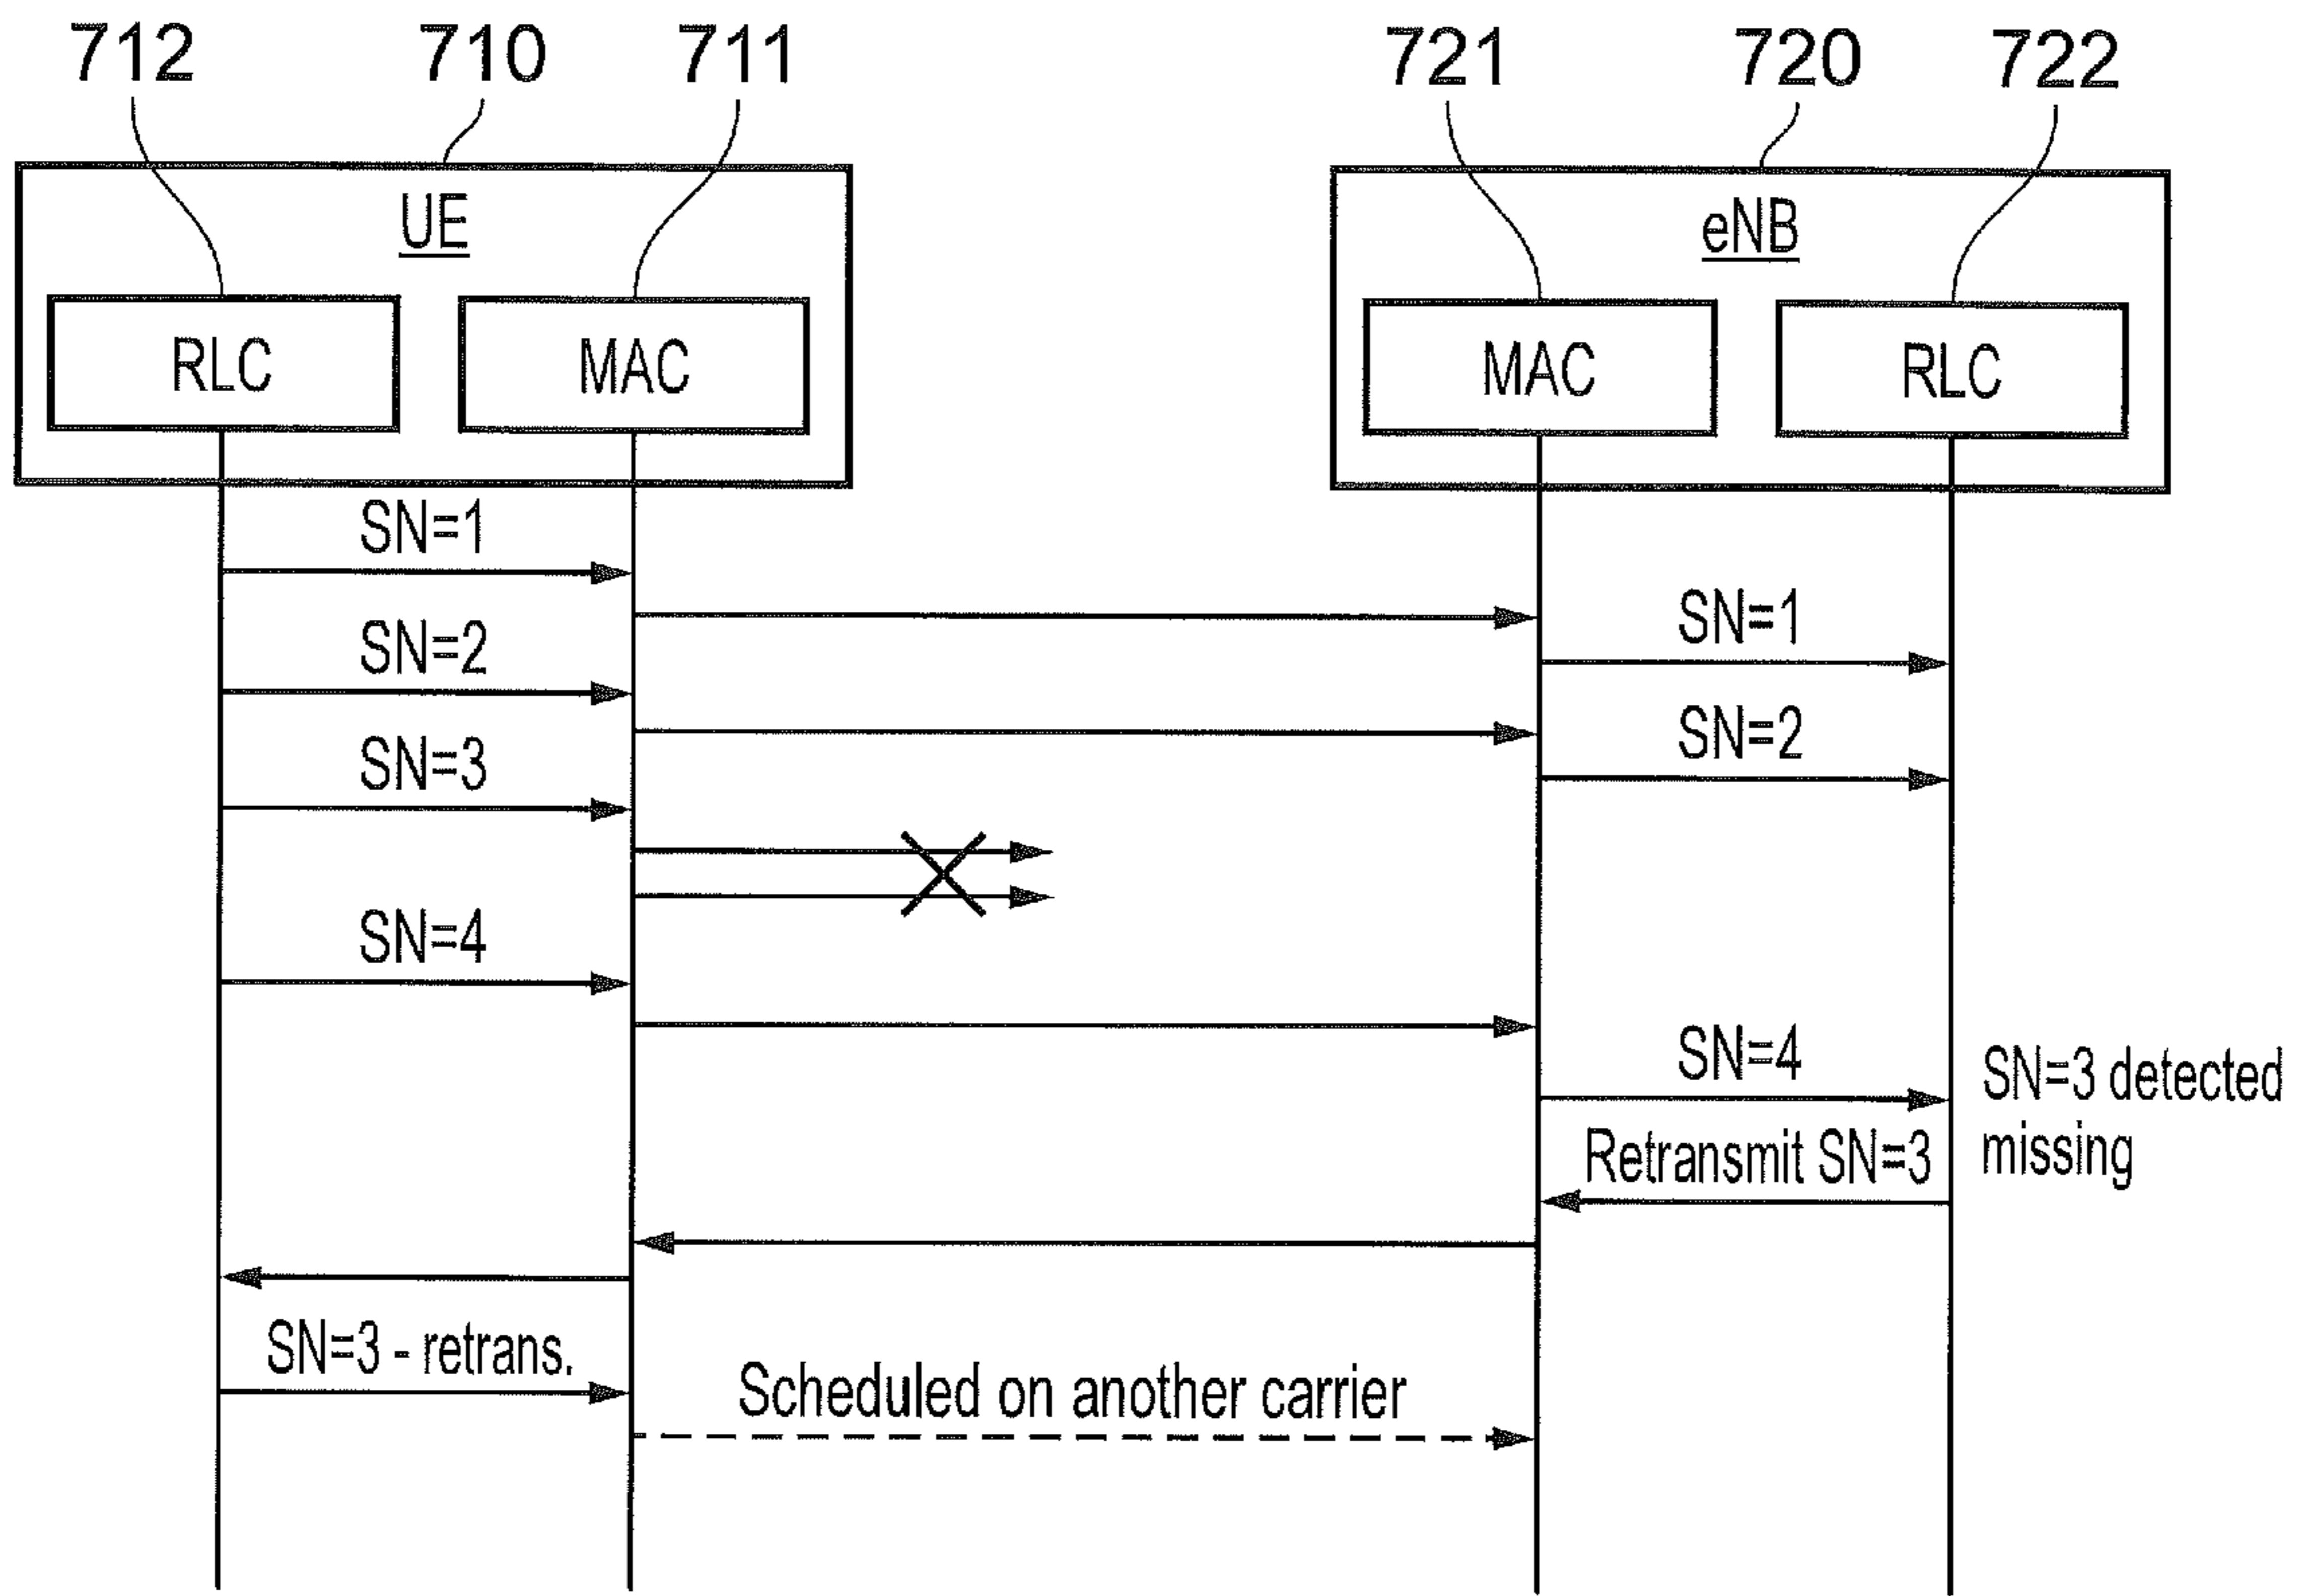 712 710 711 721 720 722
UE eNB
RLC MAC MAC RLC
SN=1
SN=1
SN=2
SN=2
SN=3
SN=4
SN=4
SN=3 detected
missing
Retransmit SN=3
SN=3 - retrans.
Scheduled on another carrier